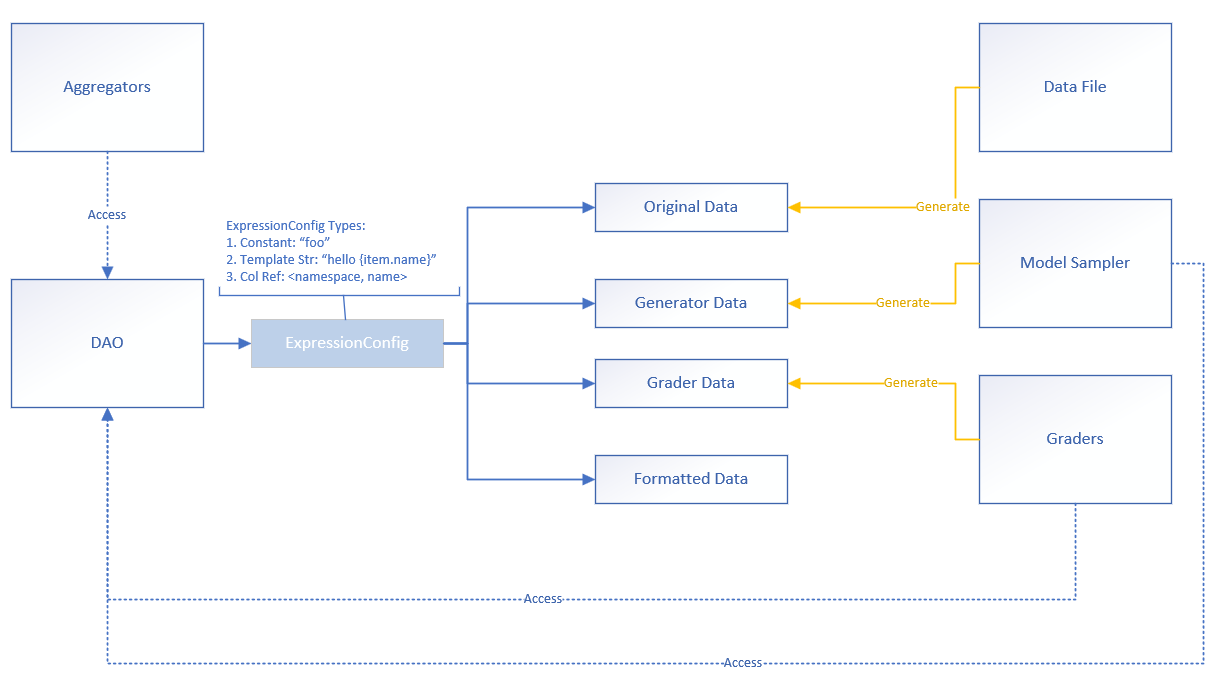 Aggregators
Data File
Access
Original Data
Generate
ExpressionConfig Types:
1. Constant: “foo”
2. Template Str: “hello {item.name}”
3. Col Ref: <namespace, name>
Model Sampler
Generator Data
Generate
DAO
ExpressionConfig
Grader Data
Generate
Graders
Formatted Data
Access
Access